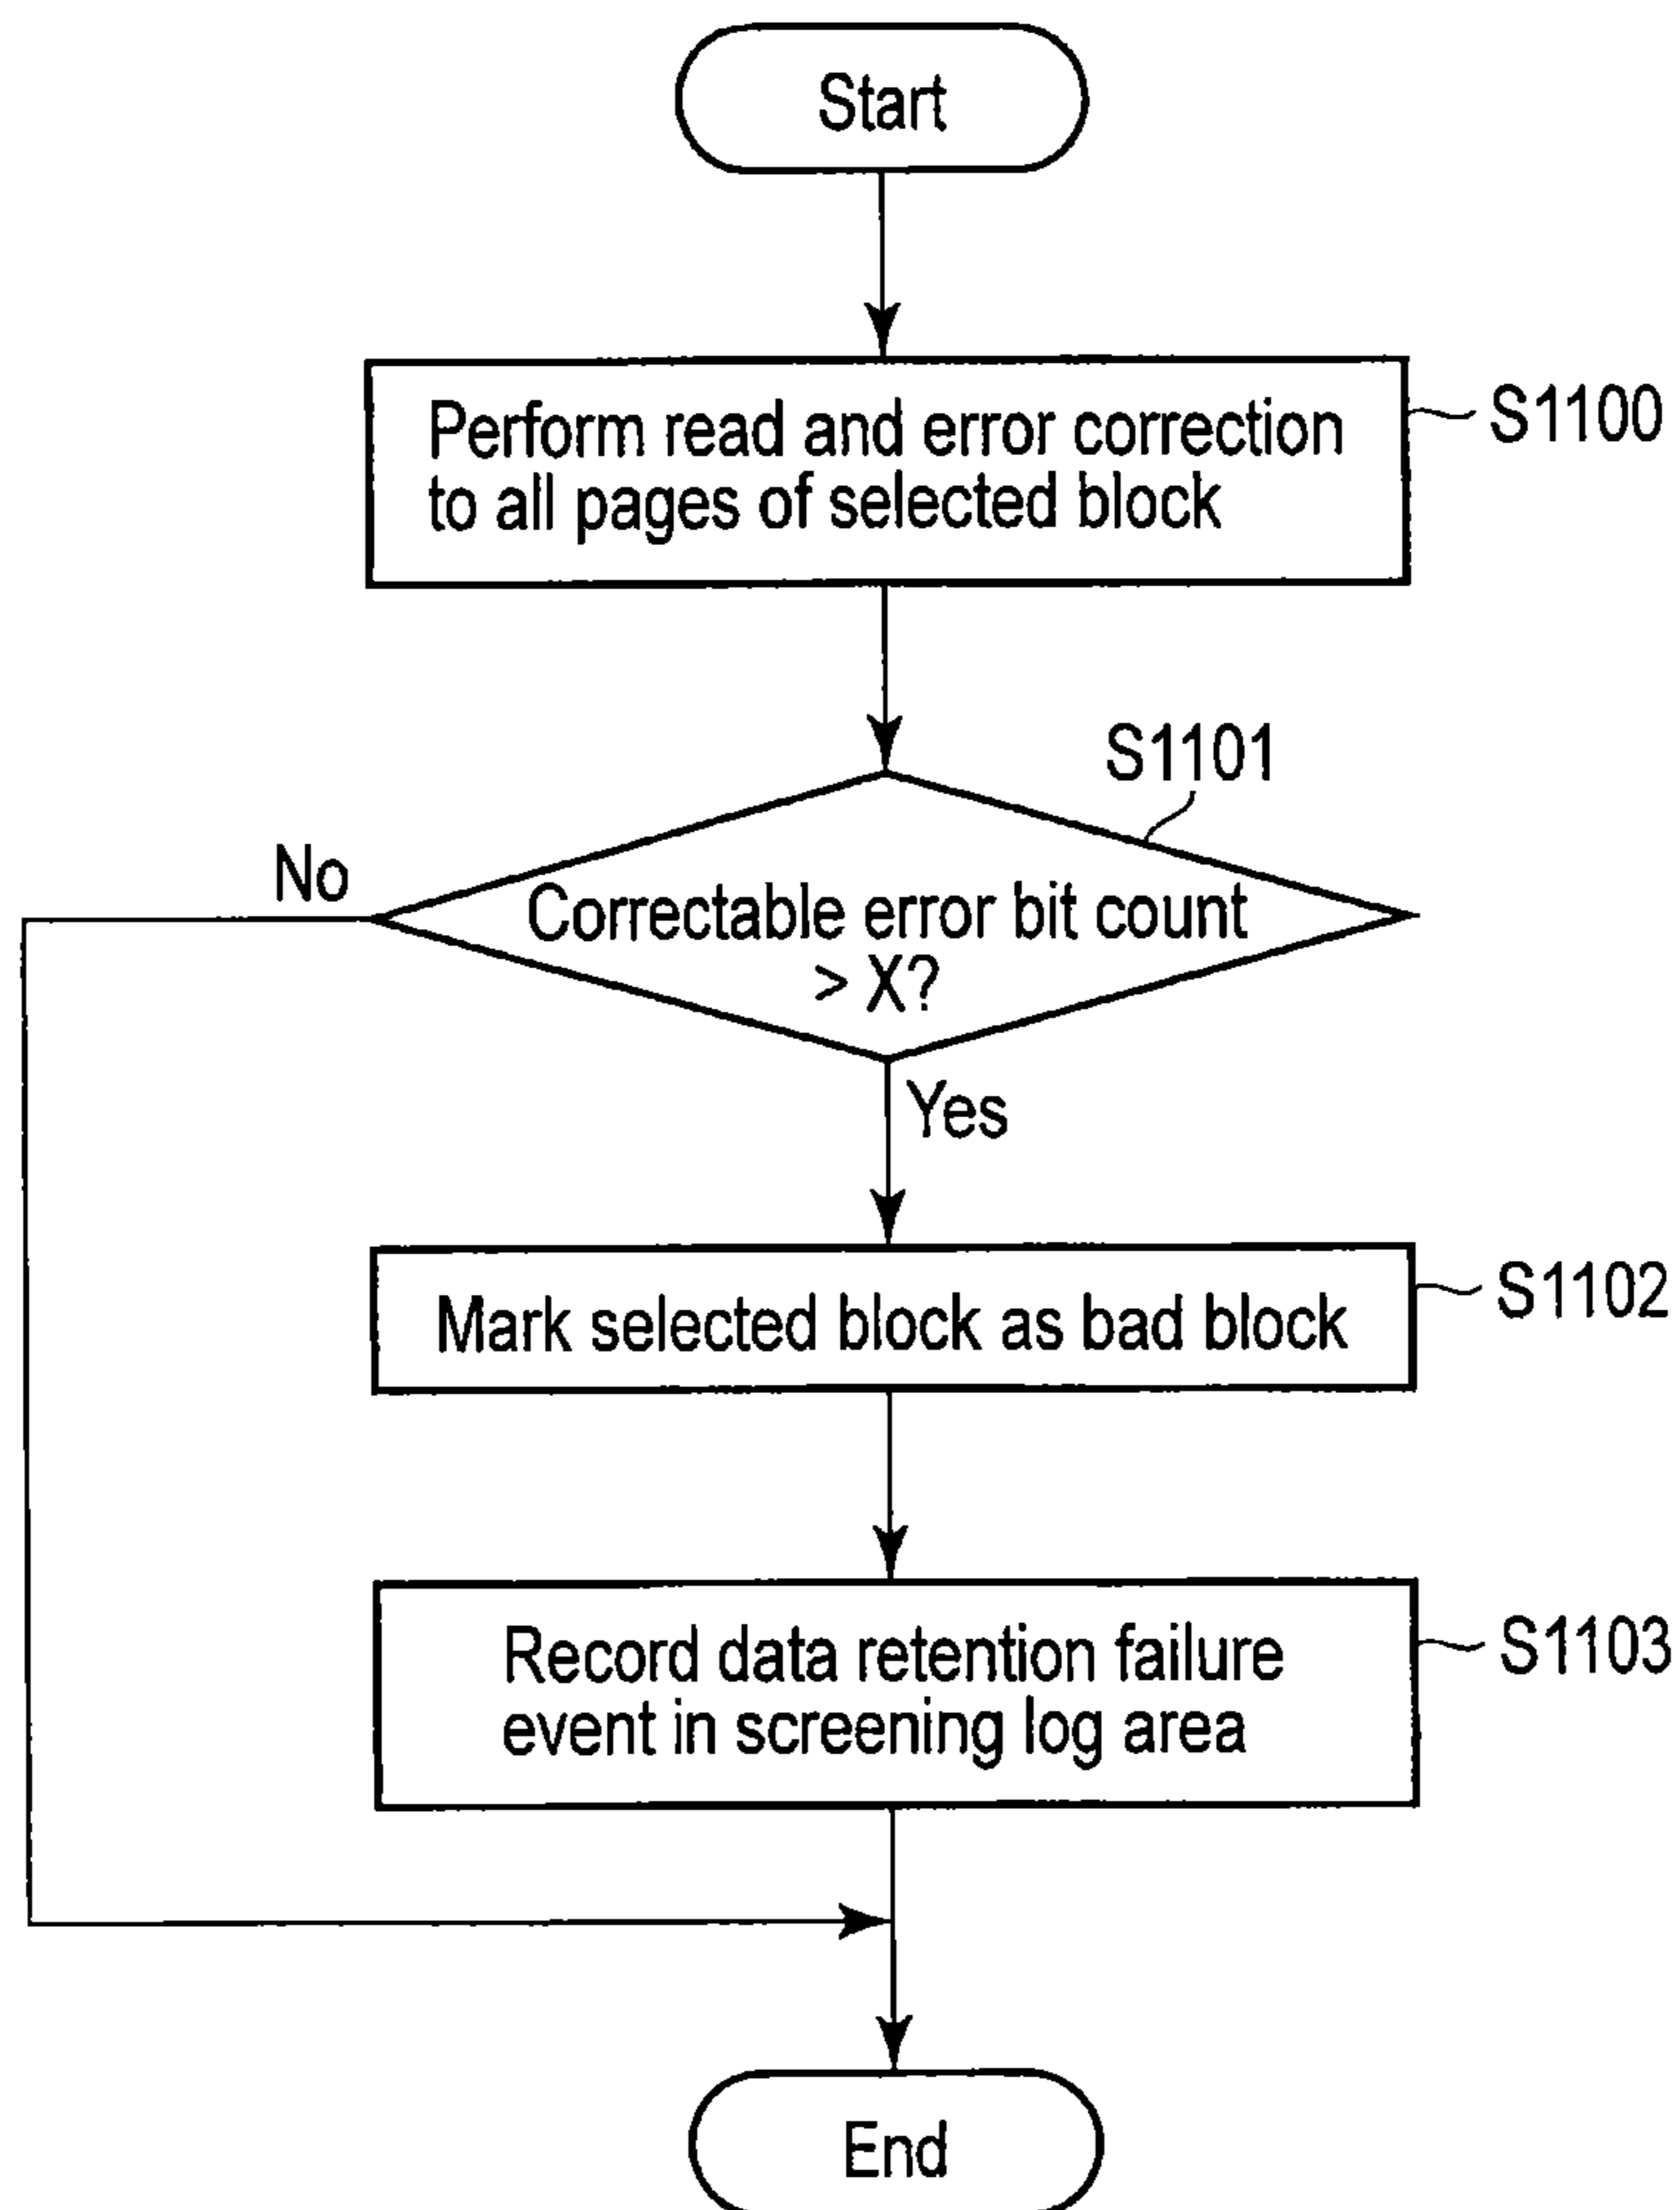 Start
Perform read and error correction
to all pages of selected block
S1100
S1101
No
Correctable error bit count
> X?
Yes
Mark selected block as bad block
S1102
Record data retention failure
event in screening log area
S1103
End